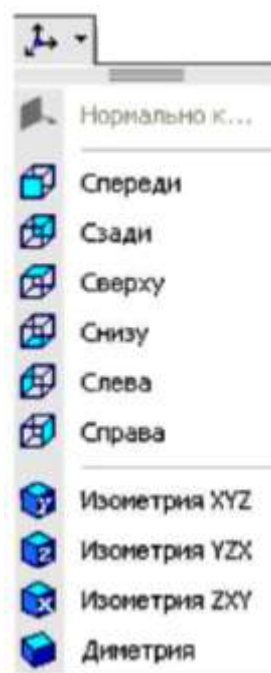 Нормально к...
Спереди
Сзади
Сверху
Снизу
Слева
Справа
Изометрия XYZ
Изометрия YZX
Изометрия ZXY
Диметрия